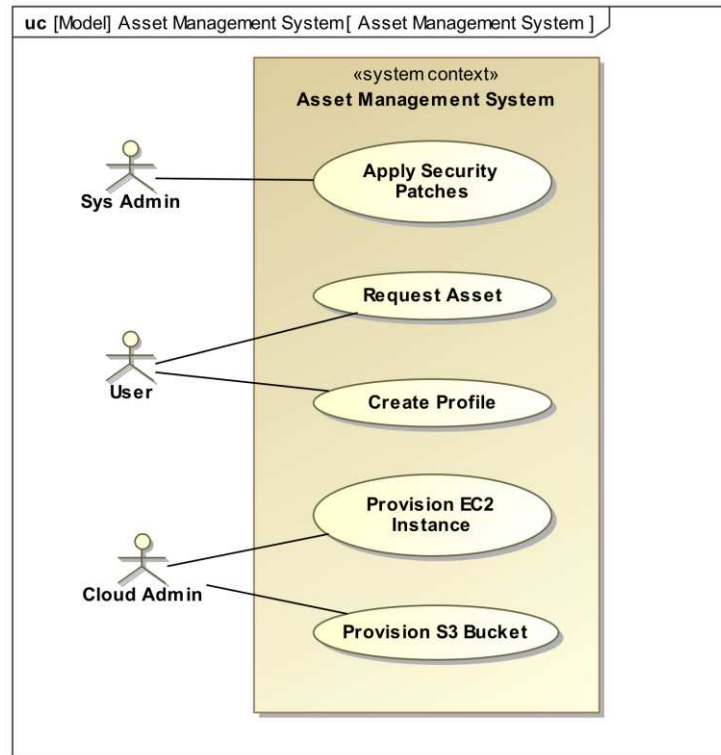 uc [Model] Asset Management System[ Asset Management System ]
«system context»
Asset Management System
Apply Security
Patches
Sys Admin
Request Asset
User
Create Profile
Provision EC2
Instance
Cloud Admin
Provision S3 Bucket